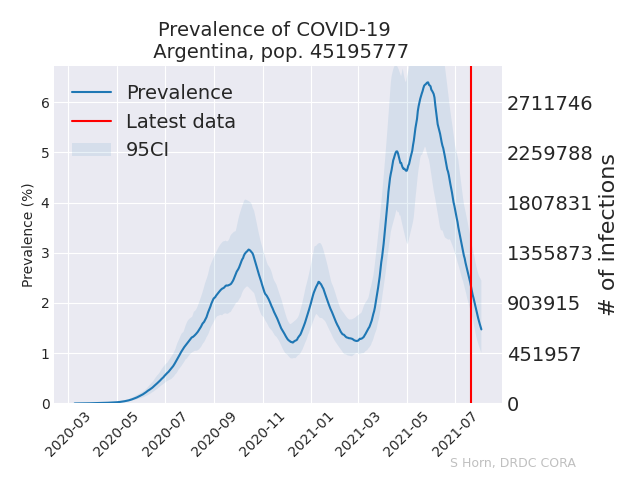 Prevalence of COVID-19
Argentina, pop. 45195777
Prevalence
Latest data
95CI
Prevalence (%)
6
5
4
3
2
1
0
2711746
2259788
1807831
1355873
903915
451957
0
# of infections
2020-03
2020-05
2020-07
2020-09
2020-11
2021-01
2021-03
2021-05
2021-07
S Horn, DRDC CORA